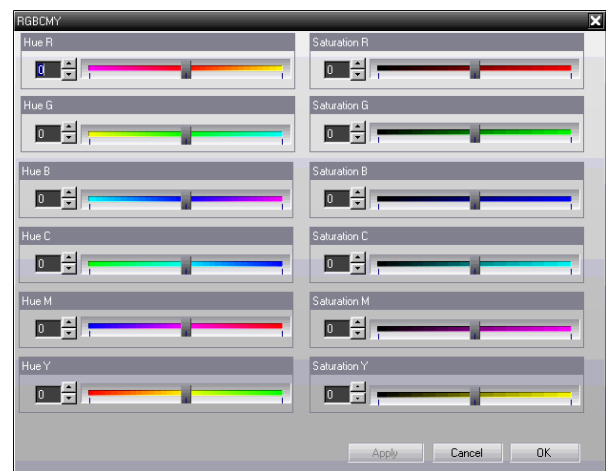 RGBCMY
Hue R
Saturation R
0
0
Hue G
Saturation G
0
0
Hue B
Saturation B
0
0
Hue C
Saturation C
0
0
Hue M
Saturation M
0
0
Hue Y
Saturation Y
0
0
Apply
Cancel
OK